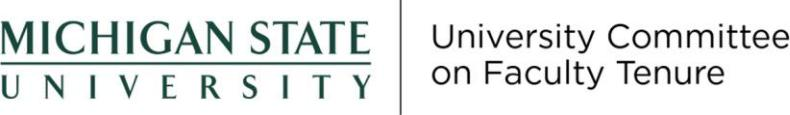 MICHIGAN STATE
UNIVERSITY
University Committee
on Faculty Tenure